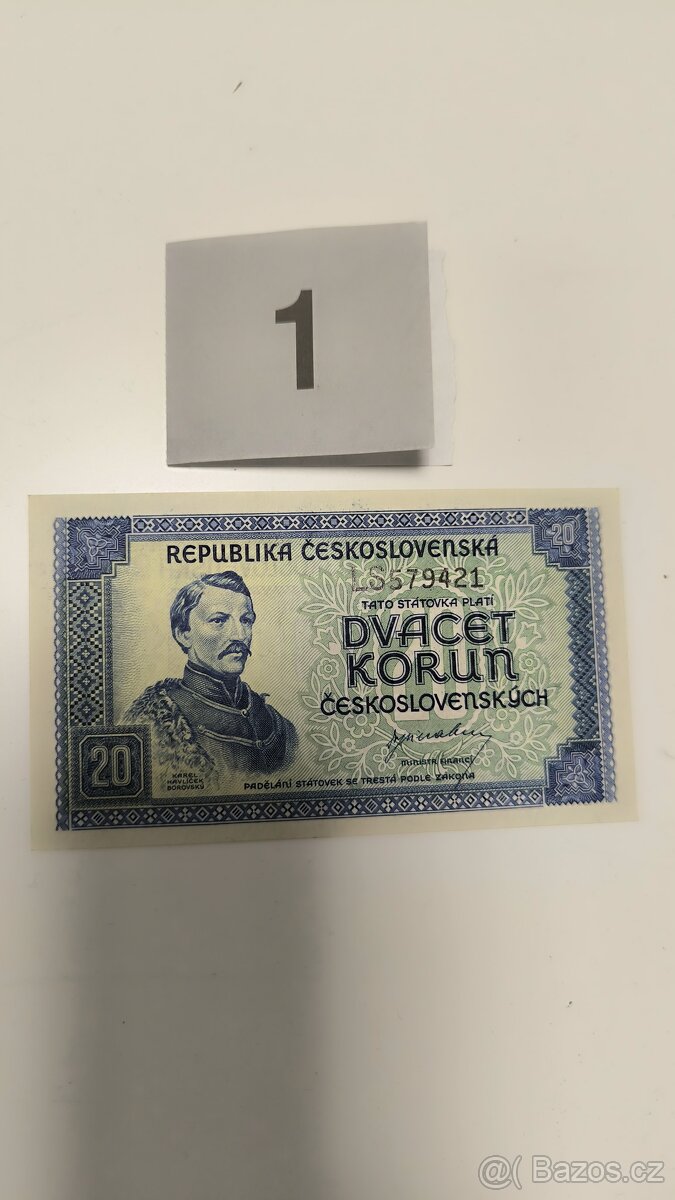 1
REPUBLIKA ČESKOSLOVENSKÁ
LS579421
TATO STÁTOVKA PLATÍ
DVACET
KORUN
ČESKOSLOVENSKÝCH
MINISTR FINANCÍ
PADĚLÁNÍ STÁTOVEK SE TRESTÁ PODLE ZÁKONA
KAREL
HAVLÍČEK
BOROVSKÝ
20
20
@( Bazos.cz